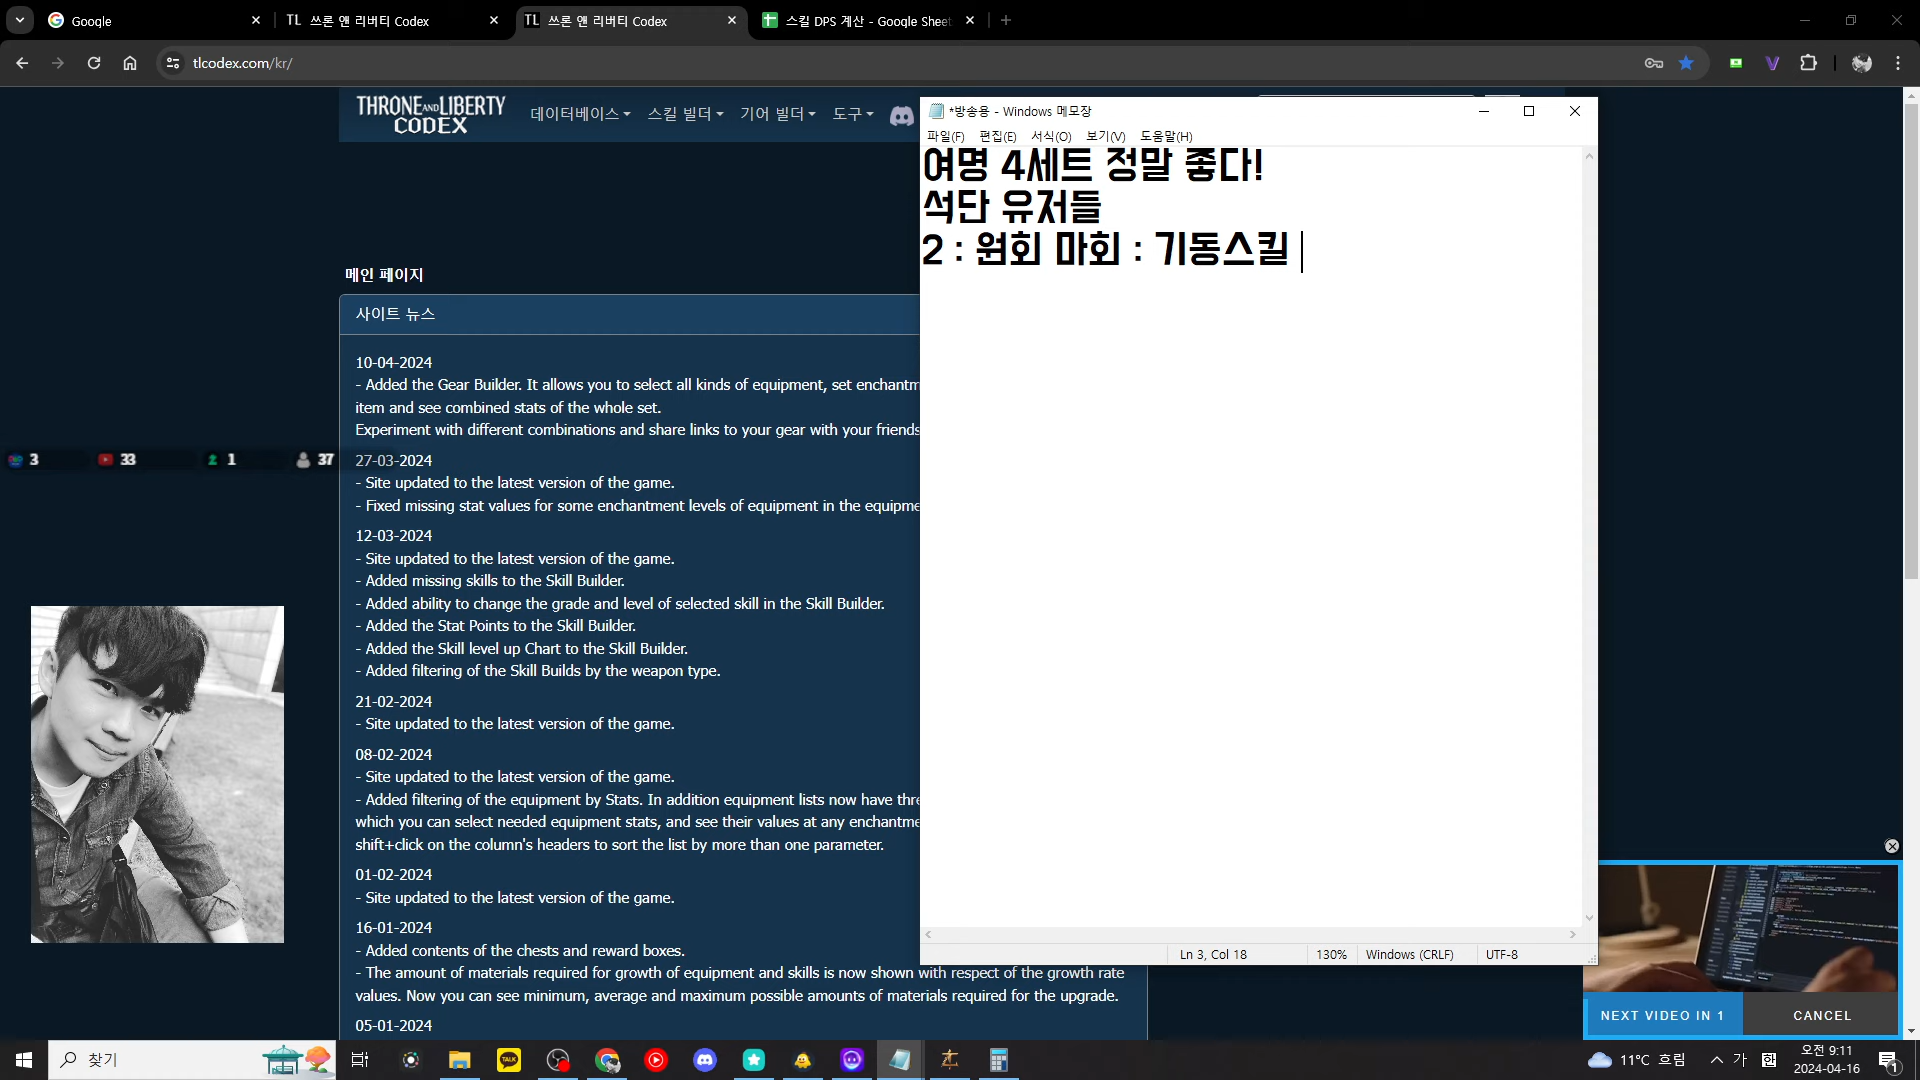 Google
TL 쓰론 앤 리버티 Codex
TL 쓰론 앤 리버티 Codex
스킬 DPS 계산 - Google Sheet
tlcodex.com/kr/
THRONE AND LIBERTY
CODEX
데이터베이스
스킬 빌더
기어 빌더
도구
*방송용 - Windows 메모장
파일(F) 편집(E) 서식(O) 보기(V) 도움말(H)
여명 4세트 정말 좋다!
석단 유저들
2 : 원회 마회 : 기동스킬
메인 페이지
사이트 뉴스
10-04-2024
- Added the Gear Builder. It allows you to select all kinds of equipment, set enchantm
item and see combined stats of the whole set.
Experiment with different combinations and share links to your gear with your friends
3 33 1 37
27-03-2024
- Site updated to the latest version of the game.
- Fixed missing stat values for some enchantment levels of equipment in the equipme
12-03-2024
- Site updated to the latest version of the game.
- Added missing skills to the Skill Builder.
- Added ability to change the grade and level of selected skill in the Skill Builder.
- Added the Stat Points to the Skill Builder.
- Added the Skill level up Chart to the Skill Builder.
- Added filtering of the Skill Builds by the weapon type.
21-02-2024
- Site updated to the latest version of the game.
08-02-2024
- Site updated to the latest version of the game.
- Added filtering of the equipment by Stats. In addition equipment lists now have thre
which you can select needed equipment stats, and see their values at any enchantme
shift+click on the column's headers to sort the list by more than one parameter.
01-02-2024
- Site updated to the latest version of the game.
16-01-2024
- Added contents of the chests and reward boxes.
- The amount of materials required for growth of equipment and skills is now shown with respect of the growth rate
values. Now you can see minimum, average and maximum possible amounts of materials required for the upgrade.
05-01-2024
Ln 3, Col 18
130%
Windows (CRLF)
UTF-8
NEXT VIDEO IN 1
CANCEL
찾기
TALK
11°C 흐림
가
한
오전 9:11
2024-04-16
1